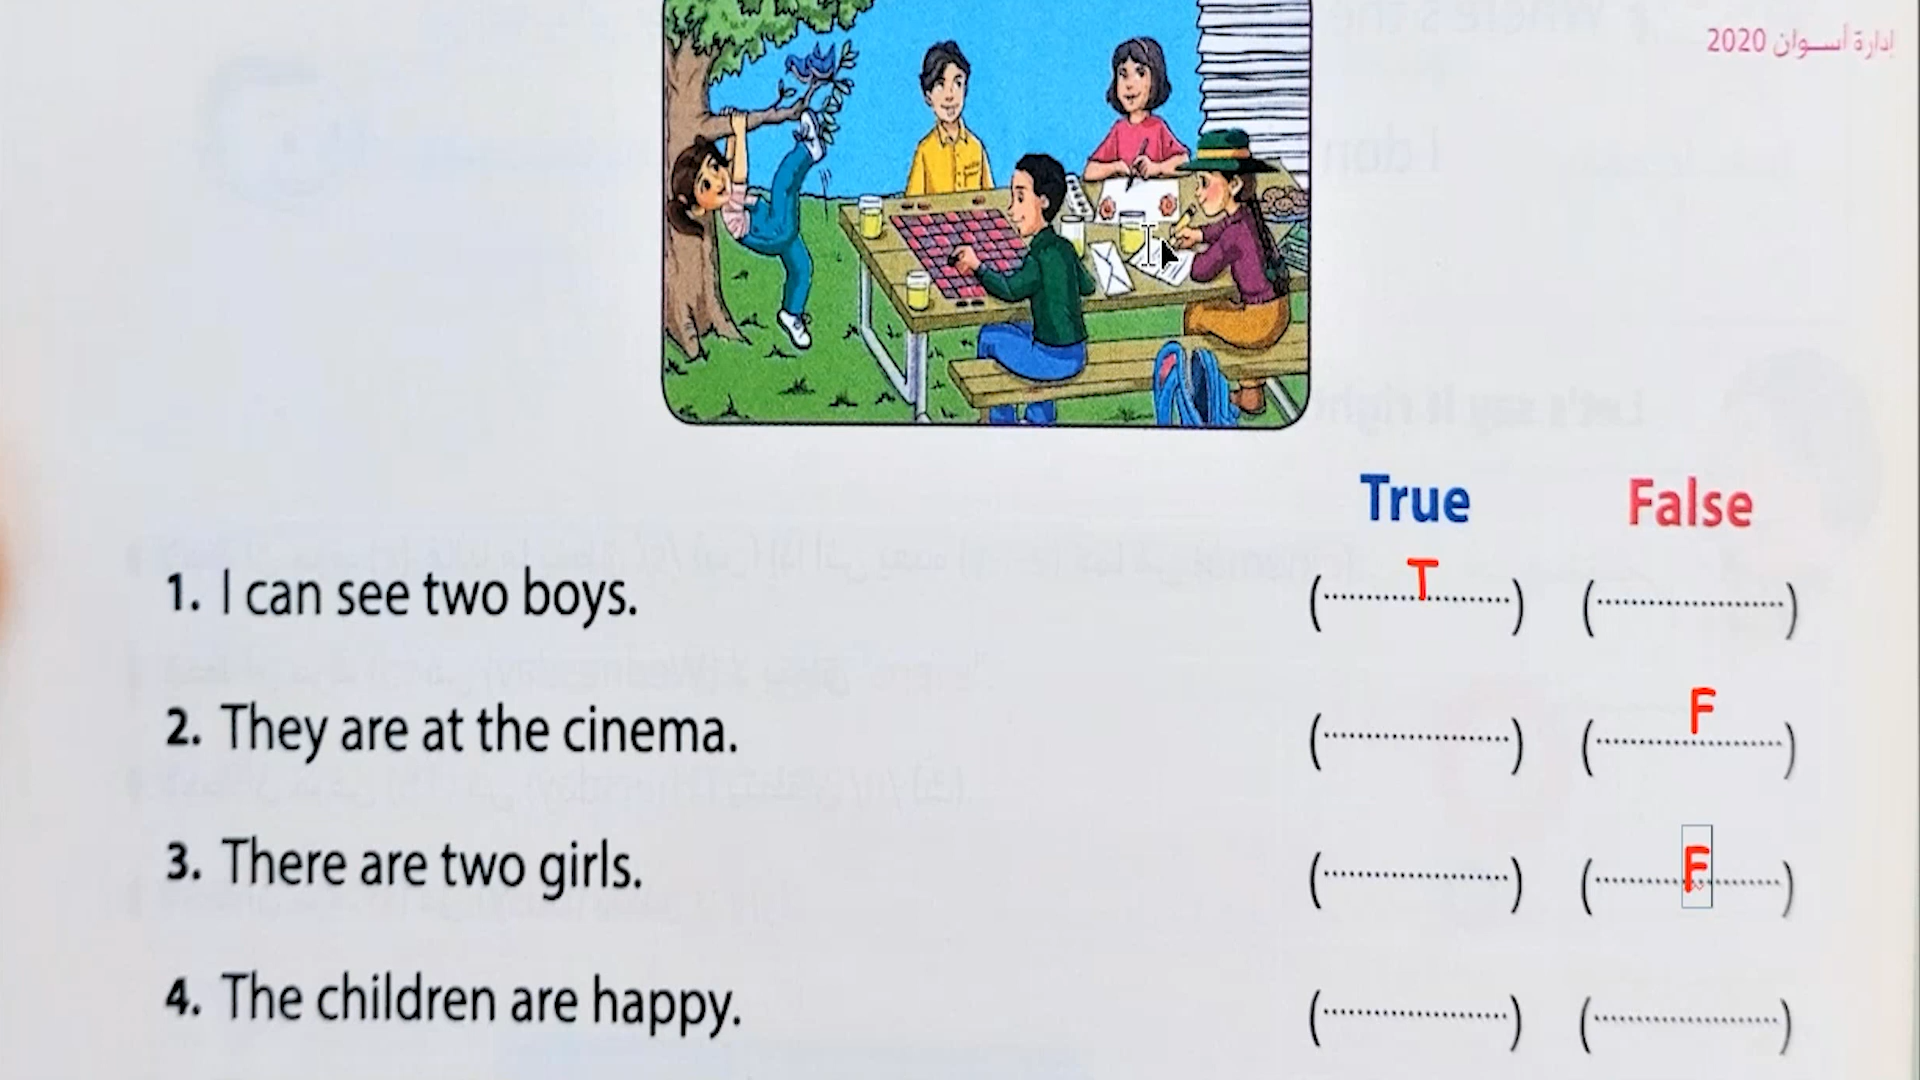 إدارة أسوان 2020
True False
1. I can see two boys. (....................) T (....................)
2. They are at the cinema. (....................) (....................) F
3. There are two girls. (....................) (....................) F
4. The children are happy. (....................) (....................)